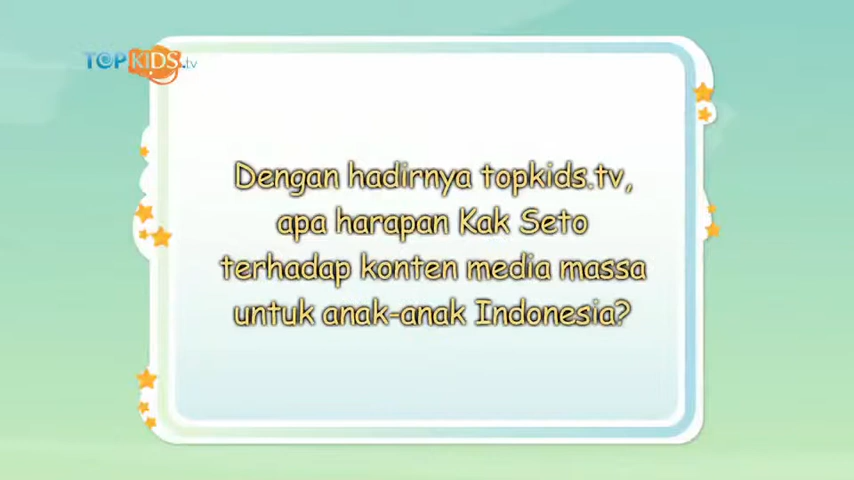 TOPKIDS.tv
Dengan hadirnya topkids.tv,
apa harapan Kak Seto
terhadap konten media massa
untuk anak-anak Indonesia?